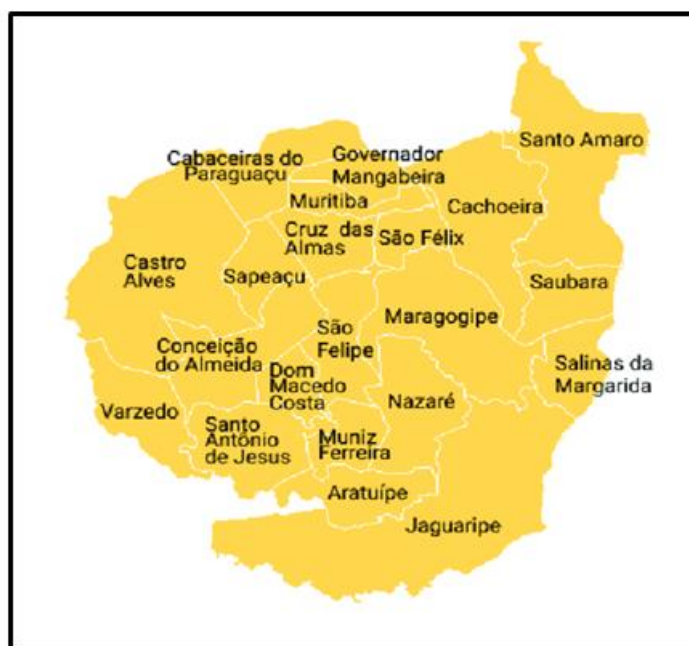 Santo Amaro
Cabaceiras do
Paraguaçu
Governador
Mangabeira
Muritiba
Cachoeira
Cruz das
Almas
São Félix
Castro
Alves
Sapeaçu
Saubara
Maragogipe
São
Felipe
Conceição
do Almeida
Salinas da
Margarida
Dom
Macedo
Costa
Nazaré
Varzedo
Santo
Antônio
de Jesus
Muniz
Ferreira
Aratuípe
Jaguaripe